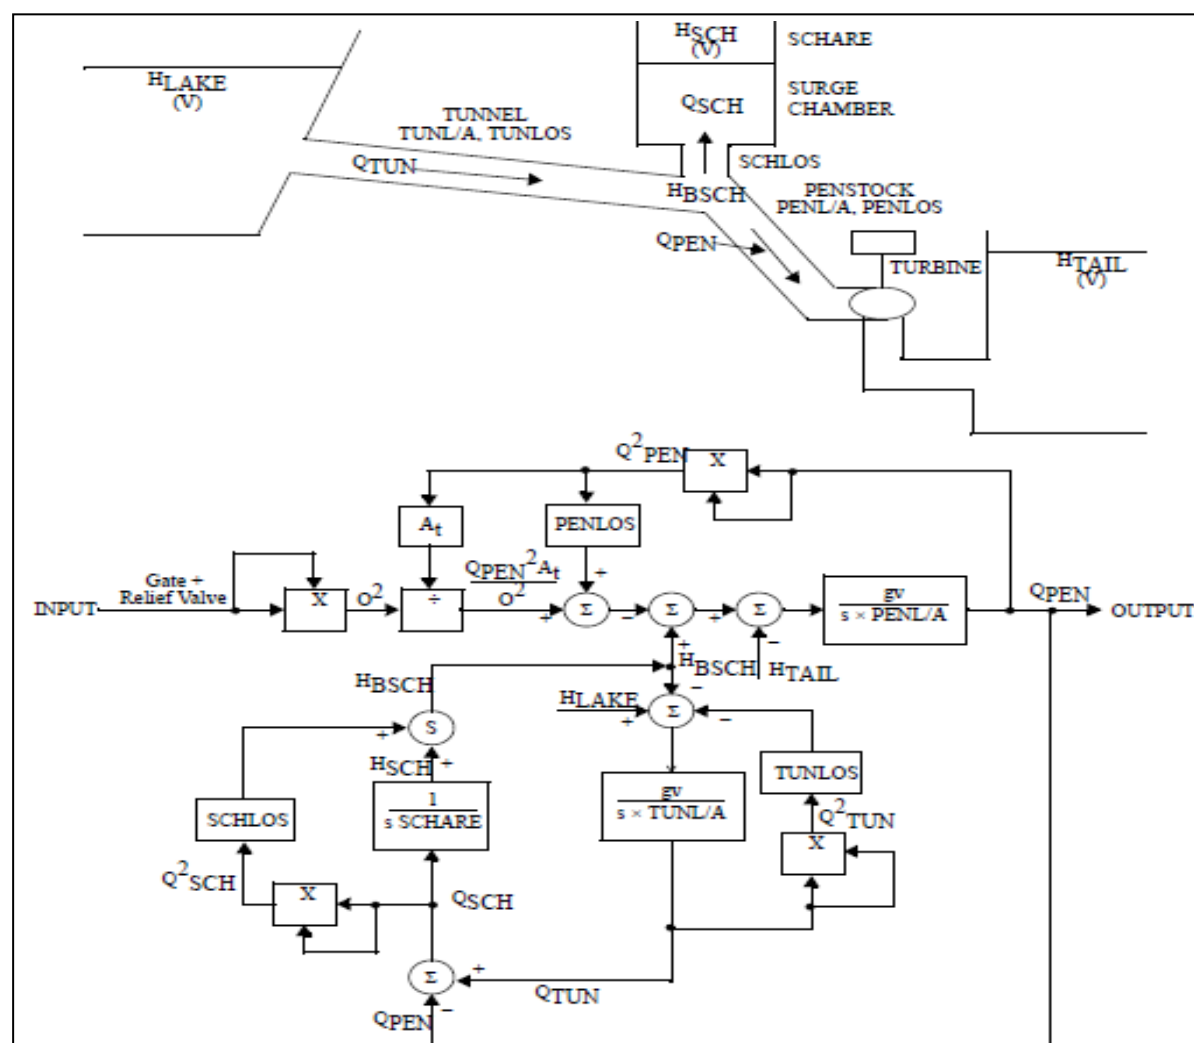 HSCH
(V)
SCHARE
HLAKE
(V)
SURGE
CHAMBER
QSCH
TUNNEL
TUNL/A, TUNLOS
SCHLOS
QTUN
HBSCH
PENSTOCK
PENL/A, PENLOS
QPEN
TURBINE
HTAIL
(V)
Q2PEN
X
At
PENLOS
QPEN2At
O2
+
Gate +
Relief Valve
INPUT
X
O2
÷
+
Σ
−
Σ
+
Σ
gv
s × PENL/A
QPEN
OUTPUT
+
−
HBSCH
HTAIL
HBSCH
−
HLAKE
+
Σ
−
+
S
HSCH
+
TUNLOS
SCHLOS
1
s SCHARE
gv
s × TUNL/A
Q2TUN
X
Q2SCH
X
QSCH
Σ
+
QTUN
QPEN
−